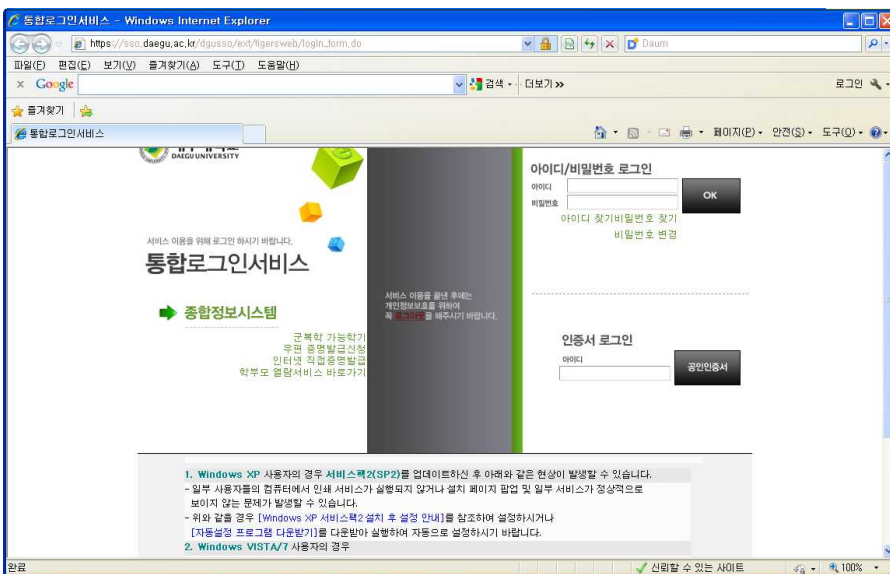 통합로그인서비스 - Windows Internet Explorer
https://sso.daegu.ac.kr/dgusso/ext/tigersweb/login_form.do
Daum
파일(F) 편집(E) 보기(V) 즐겨찾기(A) 도구(T) 도움말(H)
x Google 검색 더보기 »
로그인
즐겨찾기
통합로그인서비스
페이지(P) 안전(S) 도구(O)
DAEGU UNIVERSITY
서비스 이용을 위해 로그인 하시기 바랍니다.
통합로그인서비스
종합정보시스템
군복학 가능학기
우편 증명발급신청
인터넷 직접증명발급
학부모 열람서비스 바로가기
서비스 이용을 끝낸 후에는
개인정보보호를 위하여
꼭 로그아웃을 해주시기 바랍니다.
아이디/비밀번호 로그인
아이디
비밀번호
OK
아이디 찾기비밀번호 찾기
비밀번호 변경
인증서 로그인
아이디
공인인증서
1. Windows XP 사용자의 경우 서비스팩2(SP2)를 업데이트하신 후 아래와 같은 현상이 발생할 수 있습니다.
- 일부 사용자들의 컴퓨터에서 인쇄 서비스가 실행되지 않거나 설치 페이지 팝업 및 일부 서비스가 정상적으로
보이지 않는 문제가 발생할 수 있습니다.
- 위와 같을 경우 [Windows XP 서비스팩2 설치 후 설정 안내]를 참조하여 설정하시거나
[자동설정 프로그램 다운받기]를 다운받아 실행하여 자동으로 설정하시기 바랍니다.
2. Windows VISTA/7 사용자의 경우
완료
신뢰할 수 있는 사이트
100%